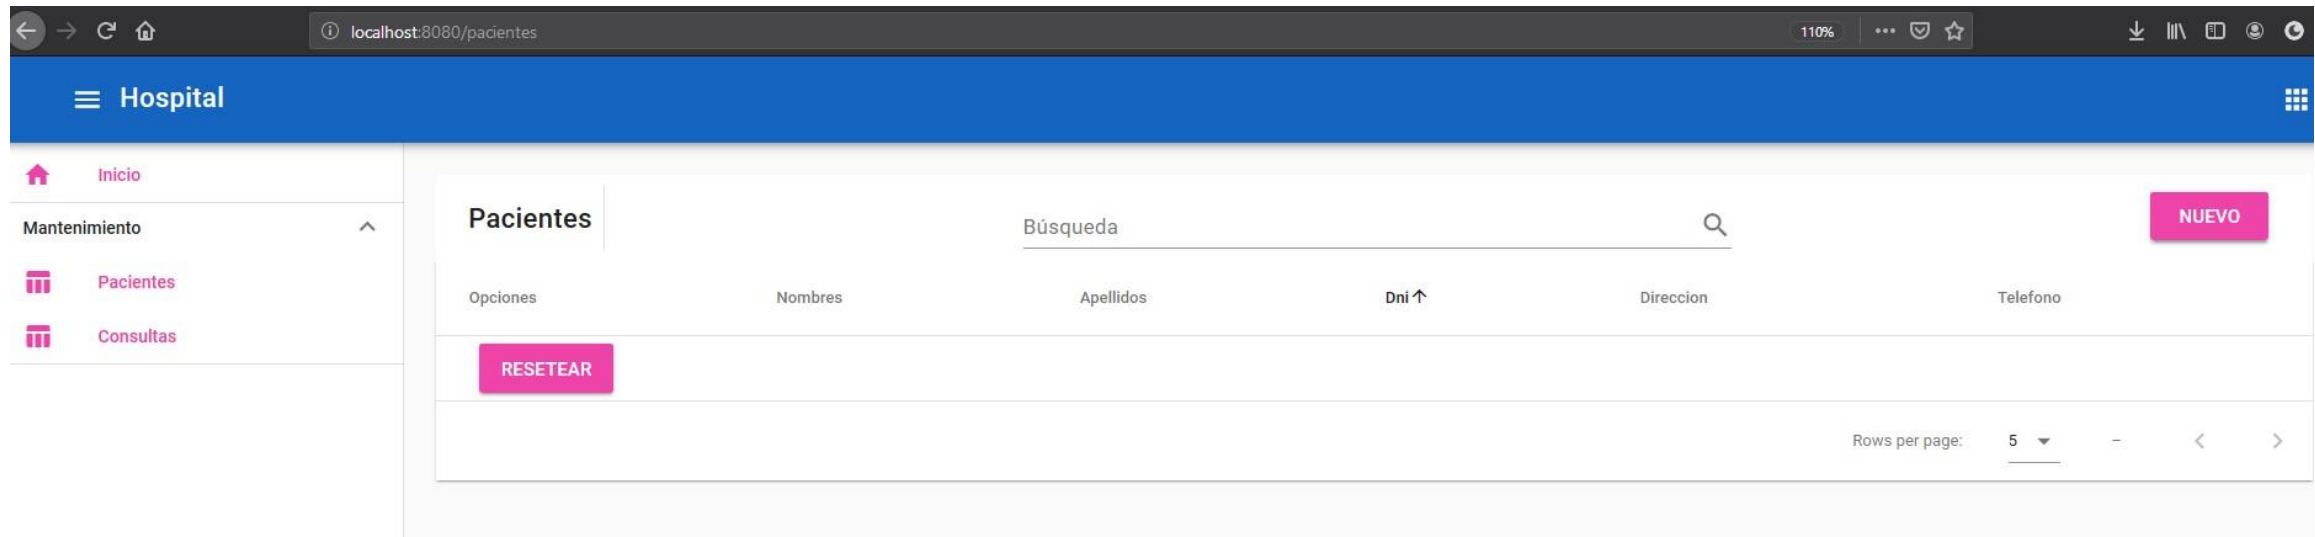 localhost:8080/pacientes 110%
Hospital
Inicio
Mantenimiento
Pacientes
Consultas
Pacientes Búsqueda NUEVO
Opciones Nombres Apellidos Dni Direccion Telefono
RESETEAR
Rows per page: 5 –